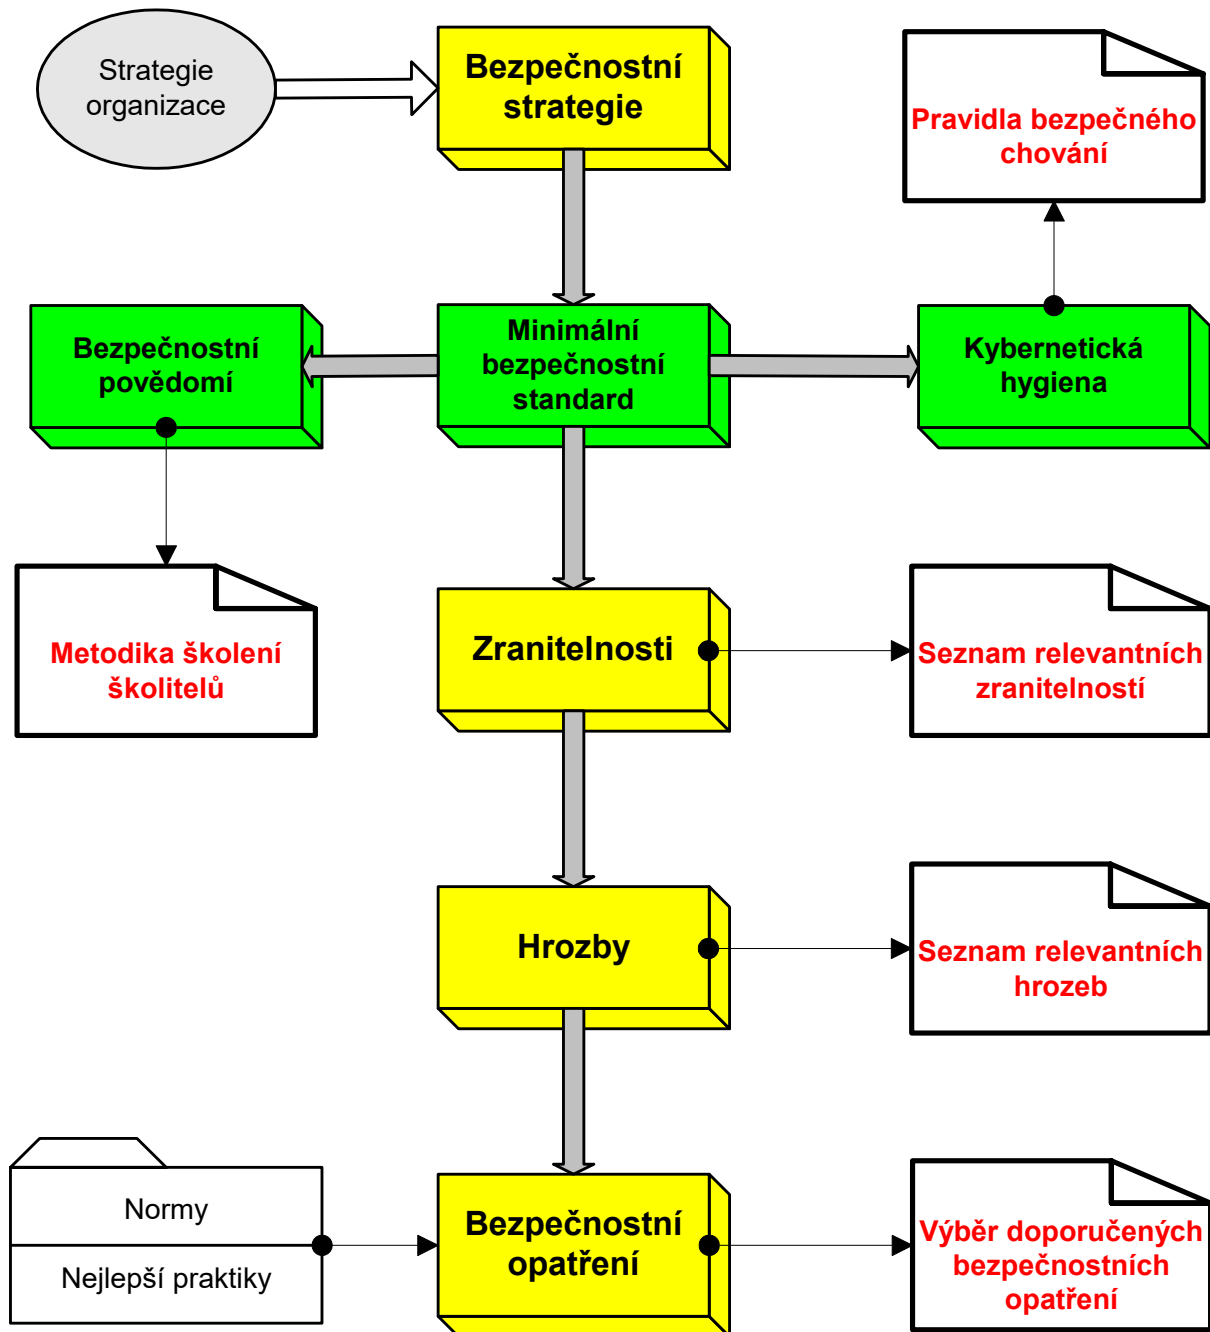 Strategie
organizace
Bezpečnostní
strategie
Pravidla bezpečného
chování
Bezpečnostní
povědomí
Minimální
bezpečnostní
standard
Kybernetická
hygiena
Metodika školení
školitelů
Zranitelnosti
Seznam relevantních
zranitelností
Hrozby
Seznam relevantních
hrozeb
Normy
Nejlepší praktiky
Bezpečnostní
opatření
Výběr doporučených
bezpečnostních
opatření